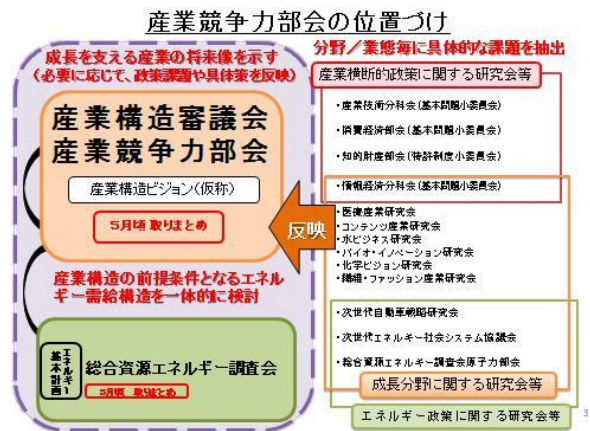 産業競争力部会の位置づけ
成長を支える産業の将来像を示す
(必要に応じて、政策課題や具体策を反映)
産業構造審議会
産業競争力部会
産業構造ビジョン(仮称)
5月頃 取りまとめ
産業構造の前提条件となるエネル
ギー需給構造を一体的に検討
エネルギー
基本計画
総合資源エネルギー調査会
5月頃 取りまとめ
反映
分野/業態毎に具体的な課題を抽出
産業横断的政策に関する研究会等
・産業技術分科会(基本問題小委員会)
・消費経済部会(基本問題小委員会)
・知的財産部会(特許制度小委員会)
・情報経済分科会(基本問題小委員会)
・医療産業研究会
・コンテンツ産業研究会
・水ビジネス研究会
・バイオ・イノベーション研究会
・化学ビジョン研究会
・繊維・ファッション産業研究会
・次世代自動車戦略研究会
・次世代エネルギー社会システム協議会
・総合資源エネルギー調査会原子力部会
成長分野に関する研究会等
エネルギー政策に関する研究会等
3